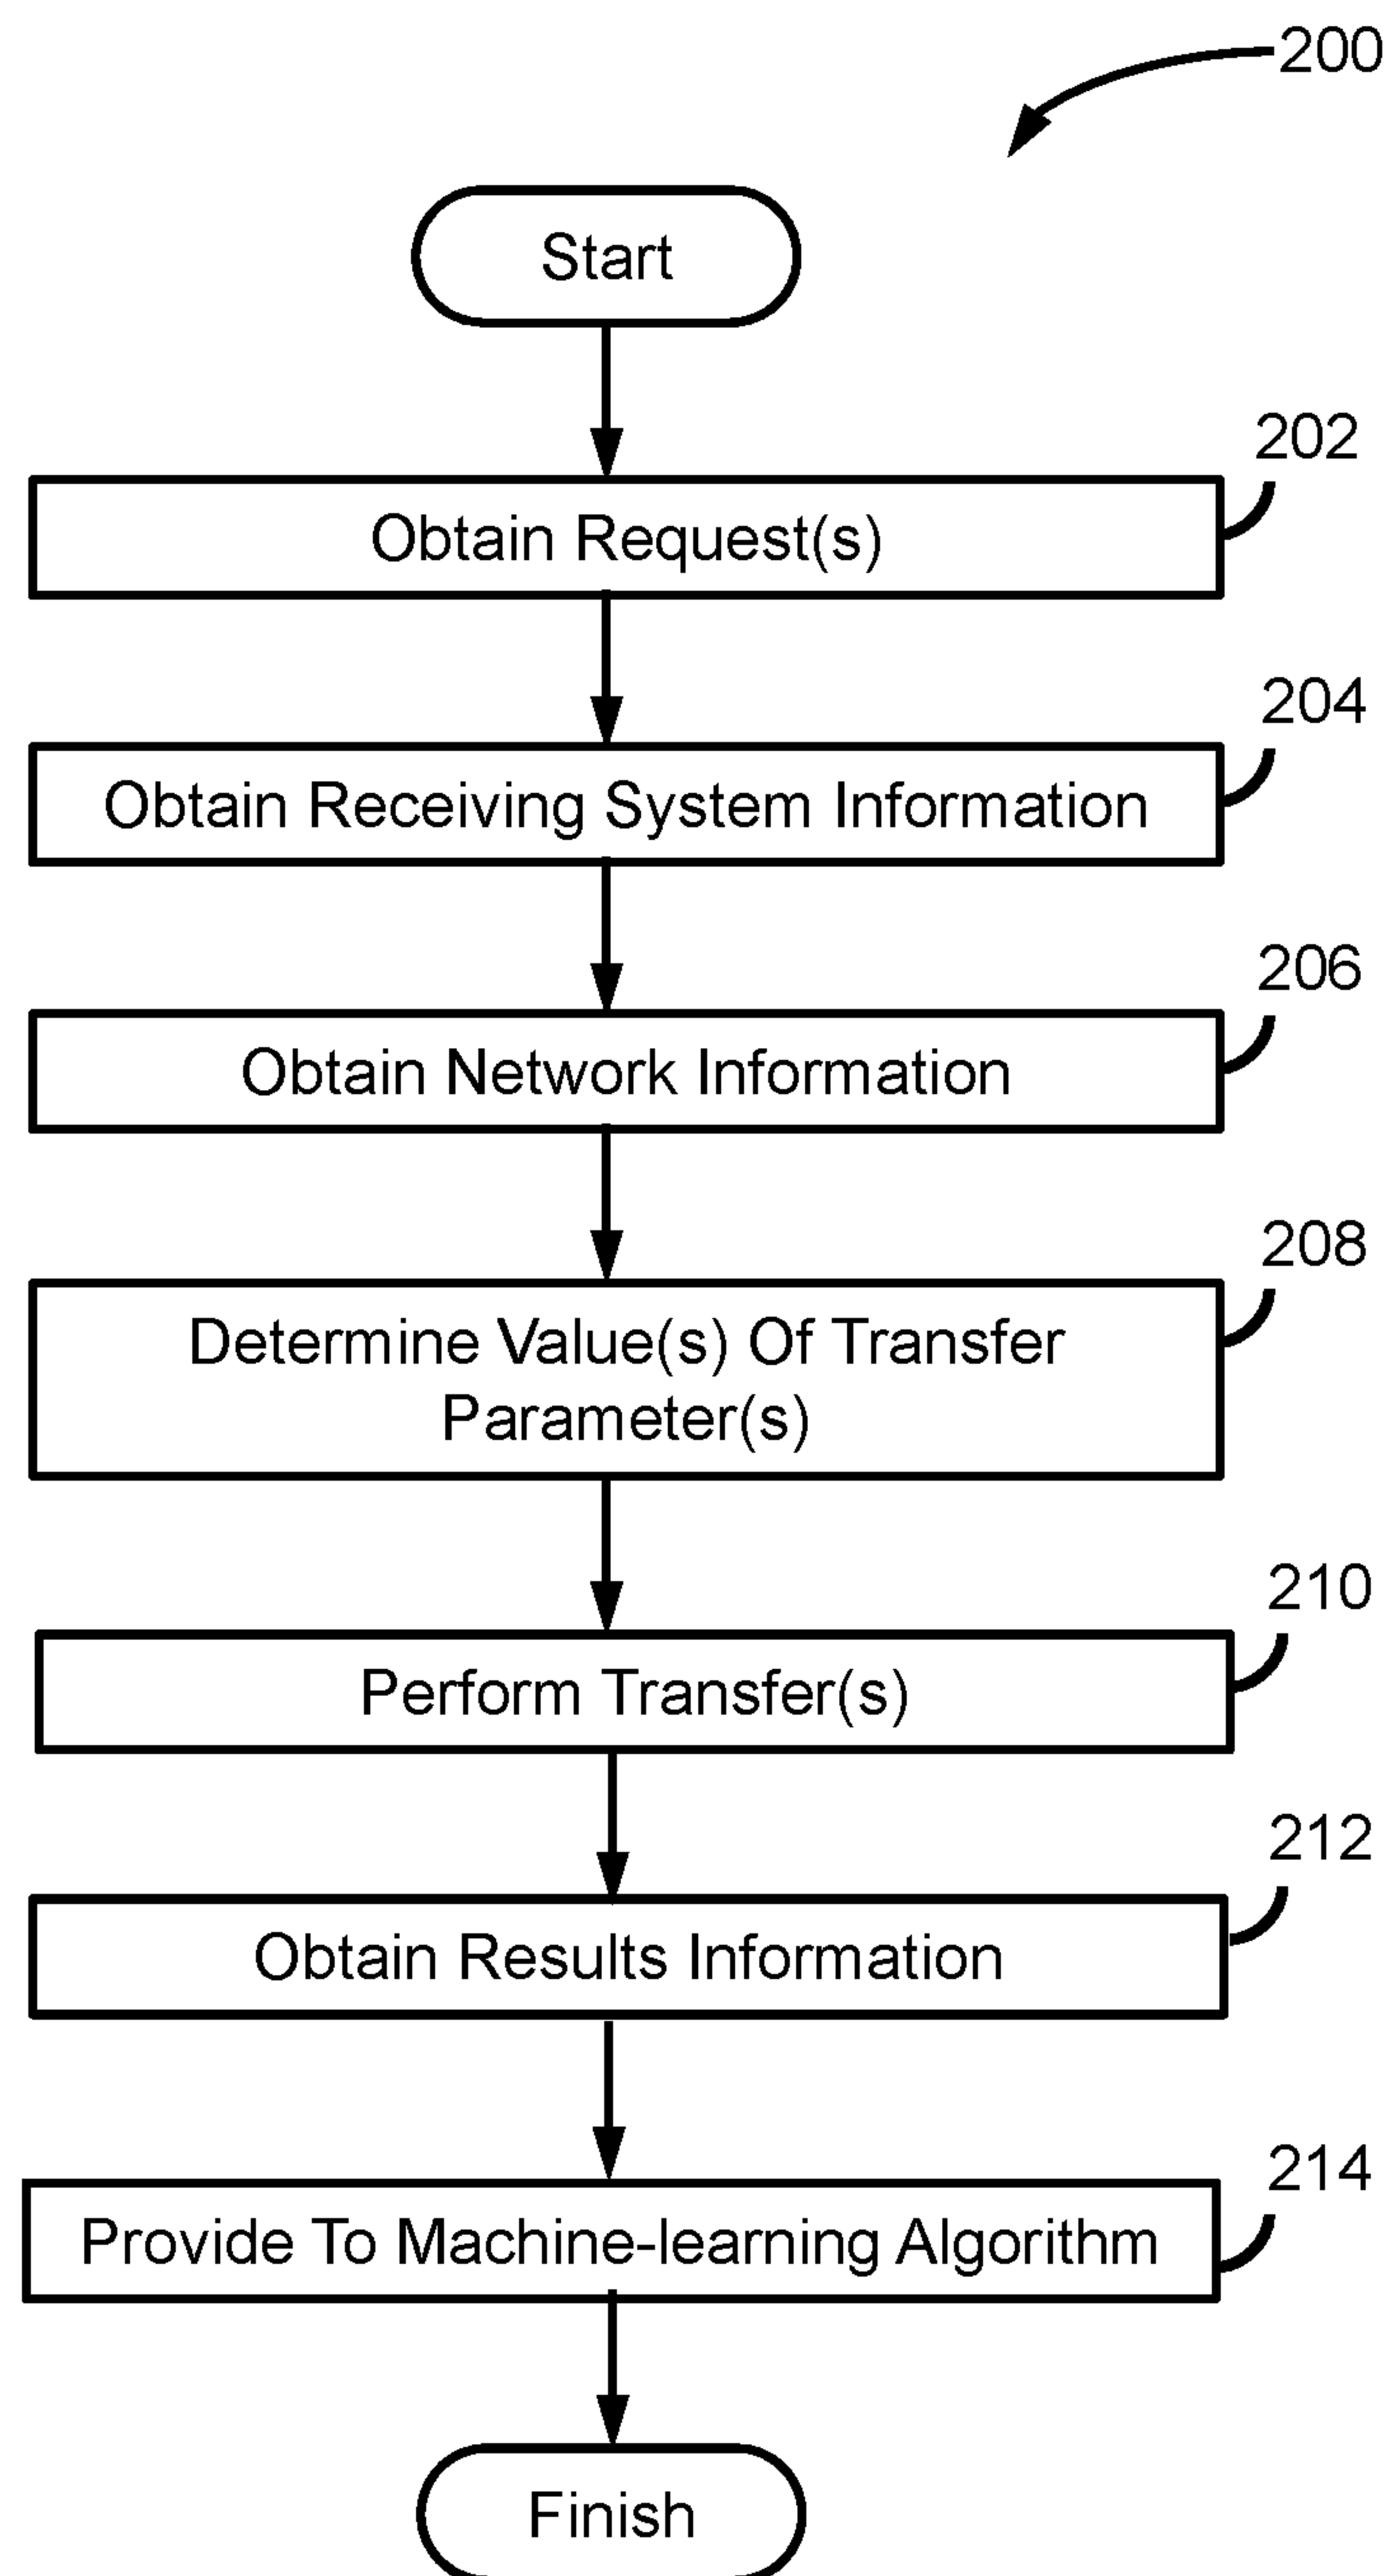 200
Start
202
Obtain Request(s)
204
Obtain Receiving System Information
206
Obtain Network Information
208
Determine Value(s) Of Transfer
Parameter(s)
210
Perform Transfer(s)
212
Obtain Results Information
214
Provide To Machine-learning Algorithm
Finish